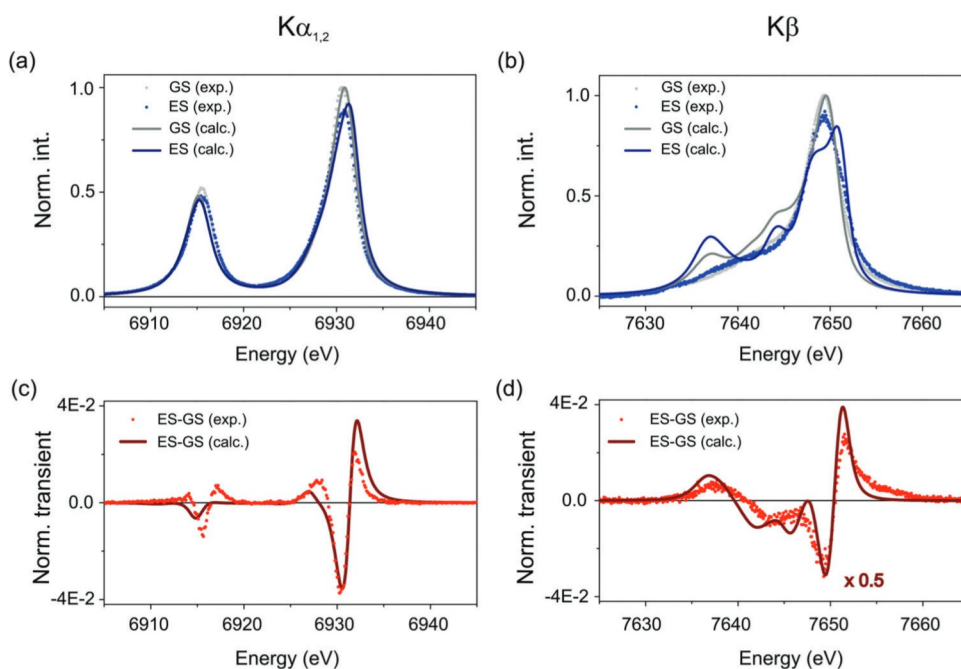 Kα1,2
Kβ
(a)
GS (exp.)
ES (exp.)
GS (calc.)
ES (calc.)
Norm. int.
1.0
0.5
0.0
6910 6920 6930 6940
Energy (eV)
(b)
GS (exp.)
ES (exp.)
GS (calc.)
ES (calc.)
Norm. int.
1.0
0.5
0.0
7630 7640 7650 7660
Energy (eV)
(c)
ES-GS (exp.)
ES-GS (calc.)
Norm. transient
4E-2
0.0
-4E-2
6910 6920 6930 6940
Energy (eV)
(d)
ES-GS (exp.)
ES-GS (calc.)
Norm. transient
4E-2
0.0
-4E-2
x 0.5
7630 7640 7650 7660
Energy (eV)